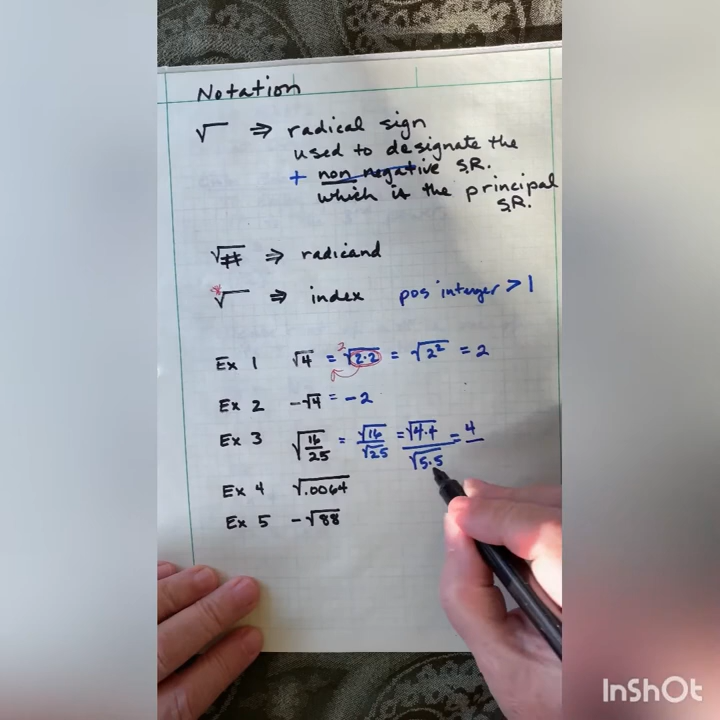 Notation
√ ⇒ radical sign
used to designate the
+ non negative S.R.
which is the principal
S.R.
√# ⇒ radicand
*√ ⇒ index pos interger > 1
Ex 1 √4 = ²√2·2 = √2² = 2
Ex 2 -√4 = -2
Ex 3 √16/25 = √16/√25 = √4·4/√5·5 = 4/
Ex 4 √.0064
Ex 5 -√88
InShOt